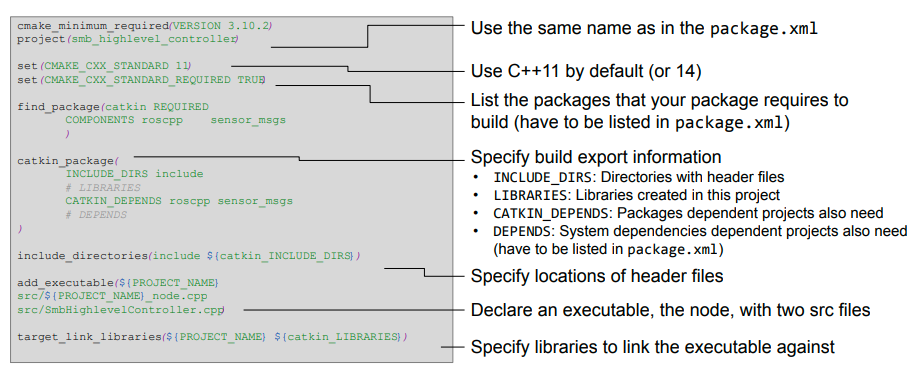 cmake_minimum_required(VERSION 3.10.2)
project(smb_highlevel_controller)
set(CMAKE_CXX_STANDARD 11)
set(CMAKE_CXX_STANDARD_REQUIRED TRUE)
find_package(catkin REQUIRED
COMPONENTS roscpp sensor_msgs
)
catkin_package(
INCLUDE_DIRS include
# LIBRARIES
CATKIN_DEPENDS roscpp sensor_msgs
# DEPENDS
)
include_directories(include ${catkin_INCLUDE_DIRS})
add_executable(${PROJECT_NAME}
src/${PROJECT_NAME}_node.cpp
src/SmbHighlevelController.cpp)
target_link_libraries(${PROJECT_NAME} ${catkin_LIBRARIES})
Use the same name as in the package.xml
Use C++11 by default (or 14)
List the packages that your package requires to
build (have to be listed in package.xml)
Specify build export information
• INCLUDE_DIRS: Directories with header files
• LIBRARIES: Libraries created in this project
• CATKIN_DEPENDS: Packages dependent projects also need
• DEPENDS: System dependencies dependent projects also need
(have to be listed in package.xml)
Specify locations of header files
Declare an executable, the node, with two src files
Specify libraries to link the executable against